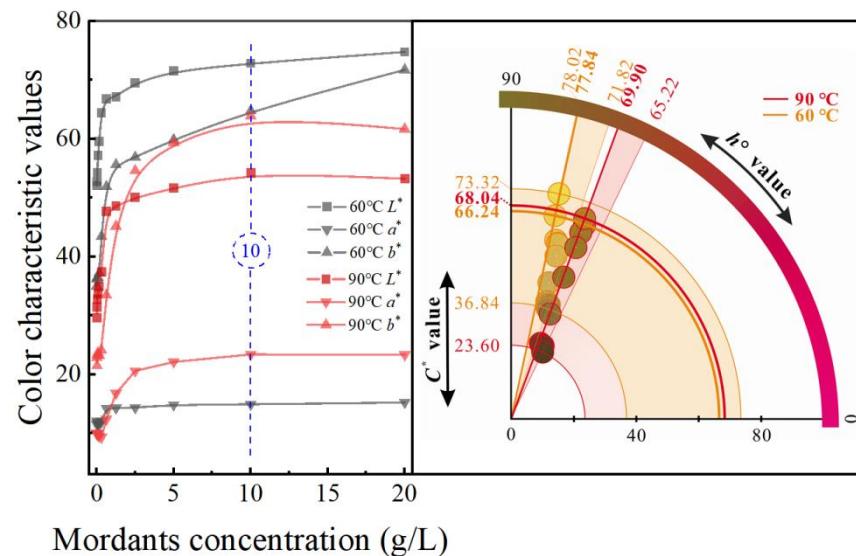 Color characteristic values
80
60
40
20
0
5
10
15
20
Mordants concentration (g/L)
60℃ L*
60℃ a*
60℃ b*
90℃ L*
90℃ a*
90℃ b*
10
78.02
77.84
71.82
69.90
65.22
90
90 ℃
60 ℃
h° value
73.32
68.04
66.24
36.84
23.60
C* value
0
40
80
0